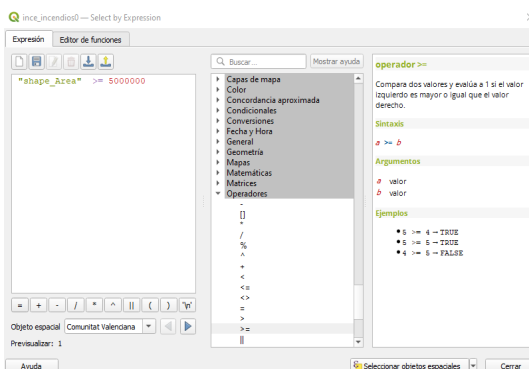 ince_incendios0 — Select by Expression
Expresión
Editor de funciones
"shape_Area" >= 5000000
= + - / * ^ || ( ) '\n'
Objeto espacial Comunitat Valenciana
Previsualizar: 1
Ayuda
Buscar...
Mostrar ayuda
Capas de mapa
Color
Concordancia aproximada
Condicionales
Conversiones
Fecha y Hora
General
Geometría
Mapas
Matemáticas
Matrices
Operadores
-
[]
*
/
%
^
+
<
<=
<>
=
>
>=
||
operador >=
Compara dos valores y evalúa a 1 si el valor
izquierdo es mayor o igual que el valor
derecho.
Sintaxis
a >= b
Argumentos
a valor
b valor
Ejemplos
5 >= 4 → TRUE
5 >= 5 → TRUE
4 >= 5 → FALSE
Seleccionar objetos espaciales
Cerrar